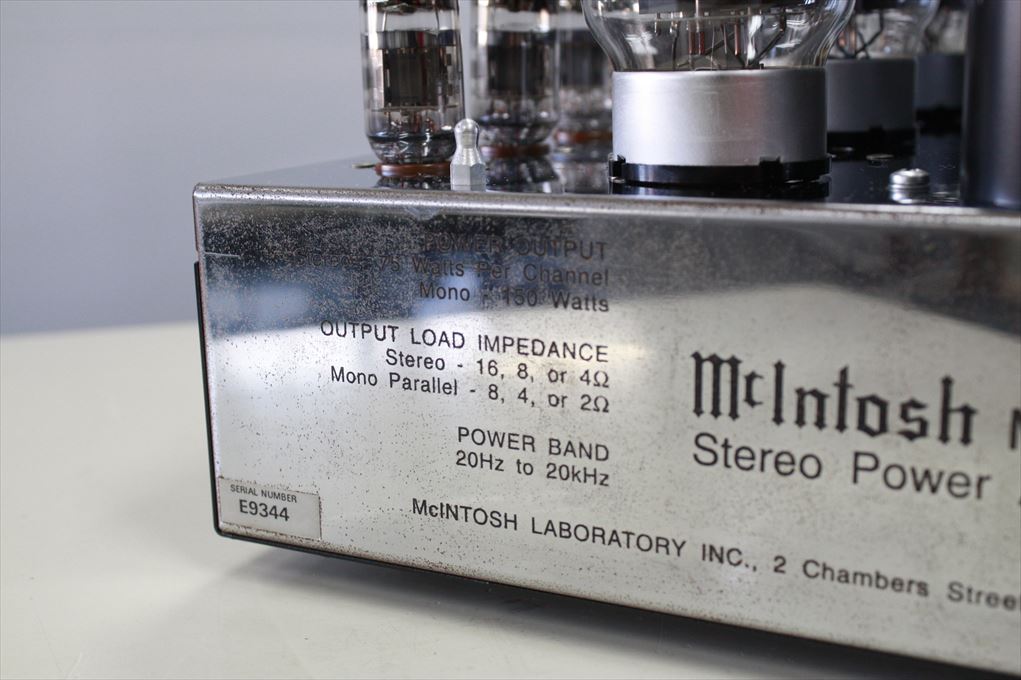 POWER OUTPUT
Stereo - 75 Watts Per Channel
Mono - 150 Watts
OUTPUT LOAD IMPEDANCE
Stereo - 16, 8, or 4Ω
Mono Parallel - 8, 4, or 2Ω
POWER BAND
20Hz to 20kHz
McIntosh
Stereo Power
SERIAL NUMBER
E9344
McINTOSH LABORATORY INC., 2 Chambers Street